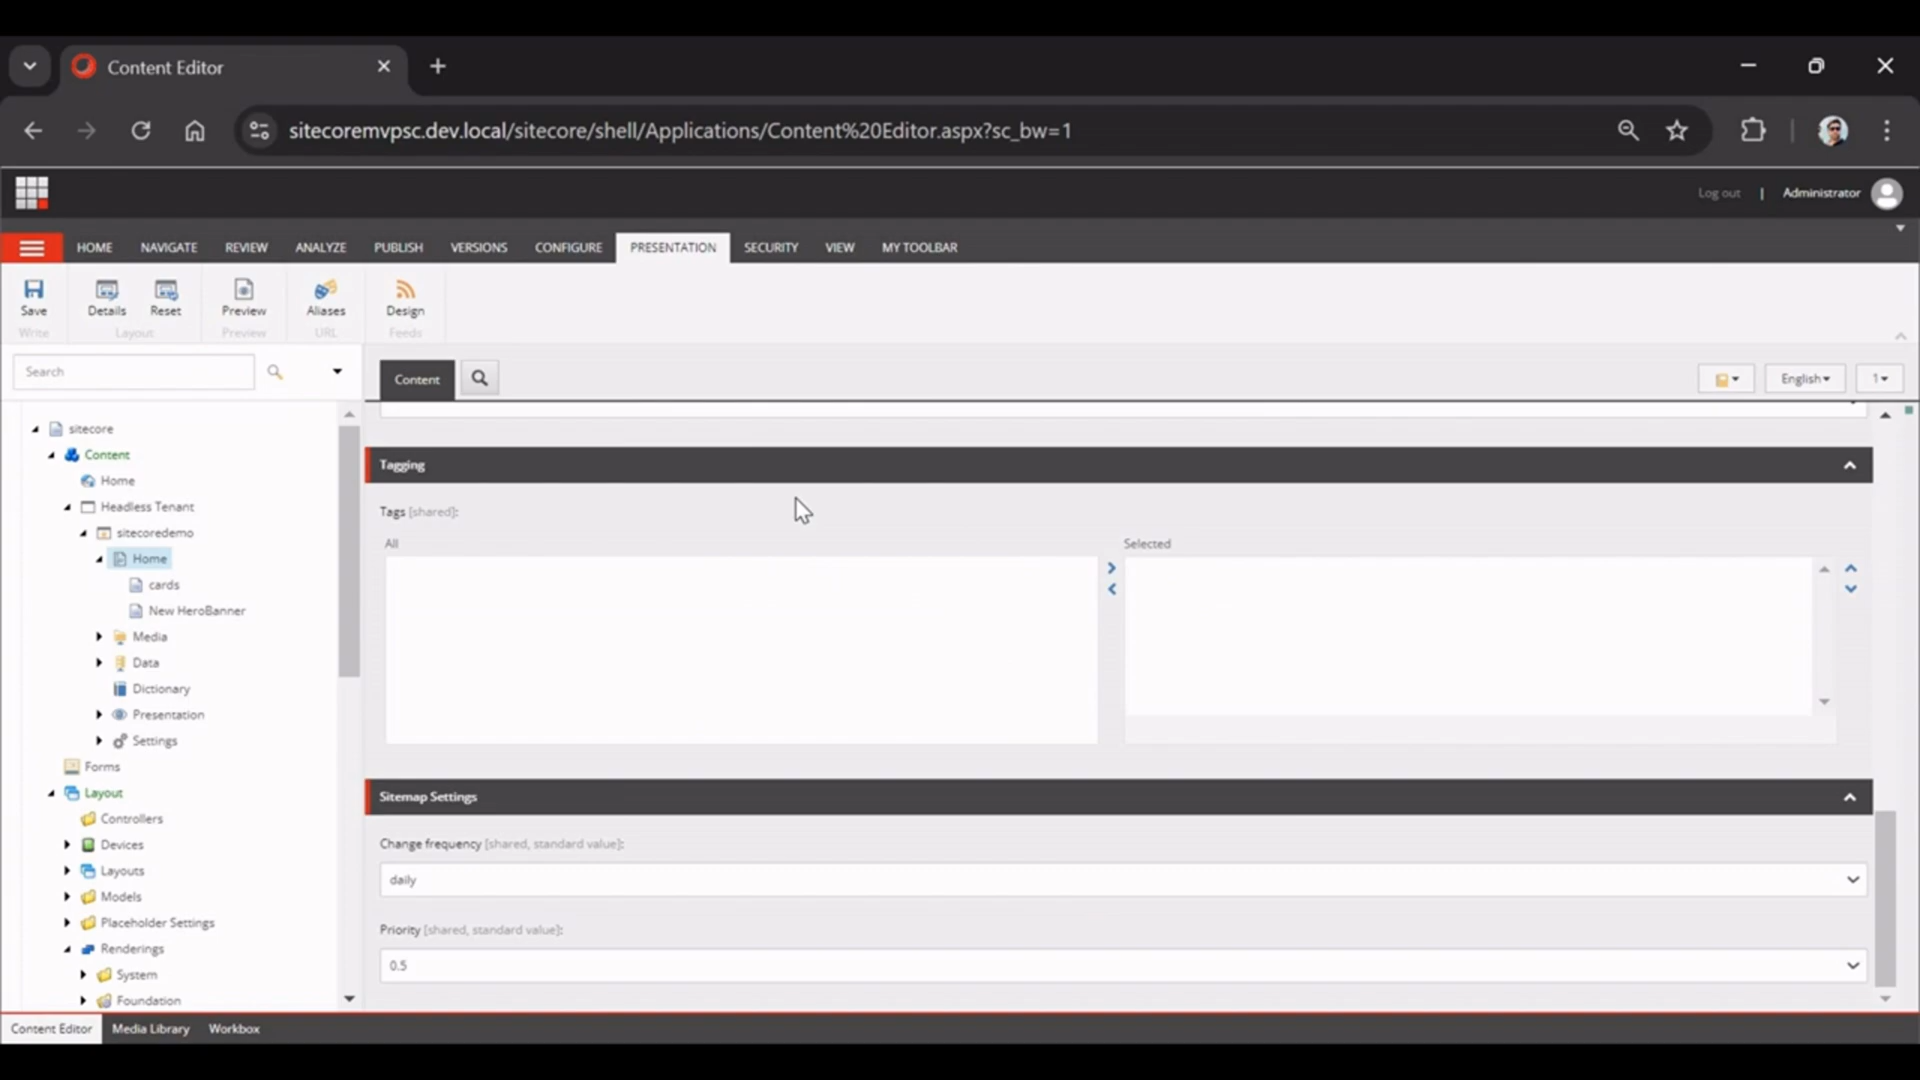 Content Editor
sitecoremvpsc.dev.local/sitecore/shell/Applications/Content%20Editor.aspx?sc_bw=1
Log out | Administrator
HOME NAVIGATE REVIEW ANALYZE PUBLISH VERSIONS CONFIGURE PRESENTATION SECURITY VIEW MY TOOLBAR
Save Details Reset Preview Aliases Design
Write Layout Preview URL Feeds
Search
Content
English 1
sitecore
Content
Home
Headless Tenant
sitecoredemo
Home
cards
New HeroBanner
Media
Data
Dictionary
Presentation
Settings
Forms
Layout
Controllers
Devices
Layouts
Models
Placeholder Settings
Renderings
System
Foundation
Tagging
Tags [shared]:
All Selected
Sitemap Settings
Change frequency [shared, standard value]:
daily
Priority [shared, standard value]:
0.5
Content Editor Media Library Workbox